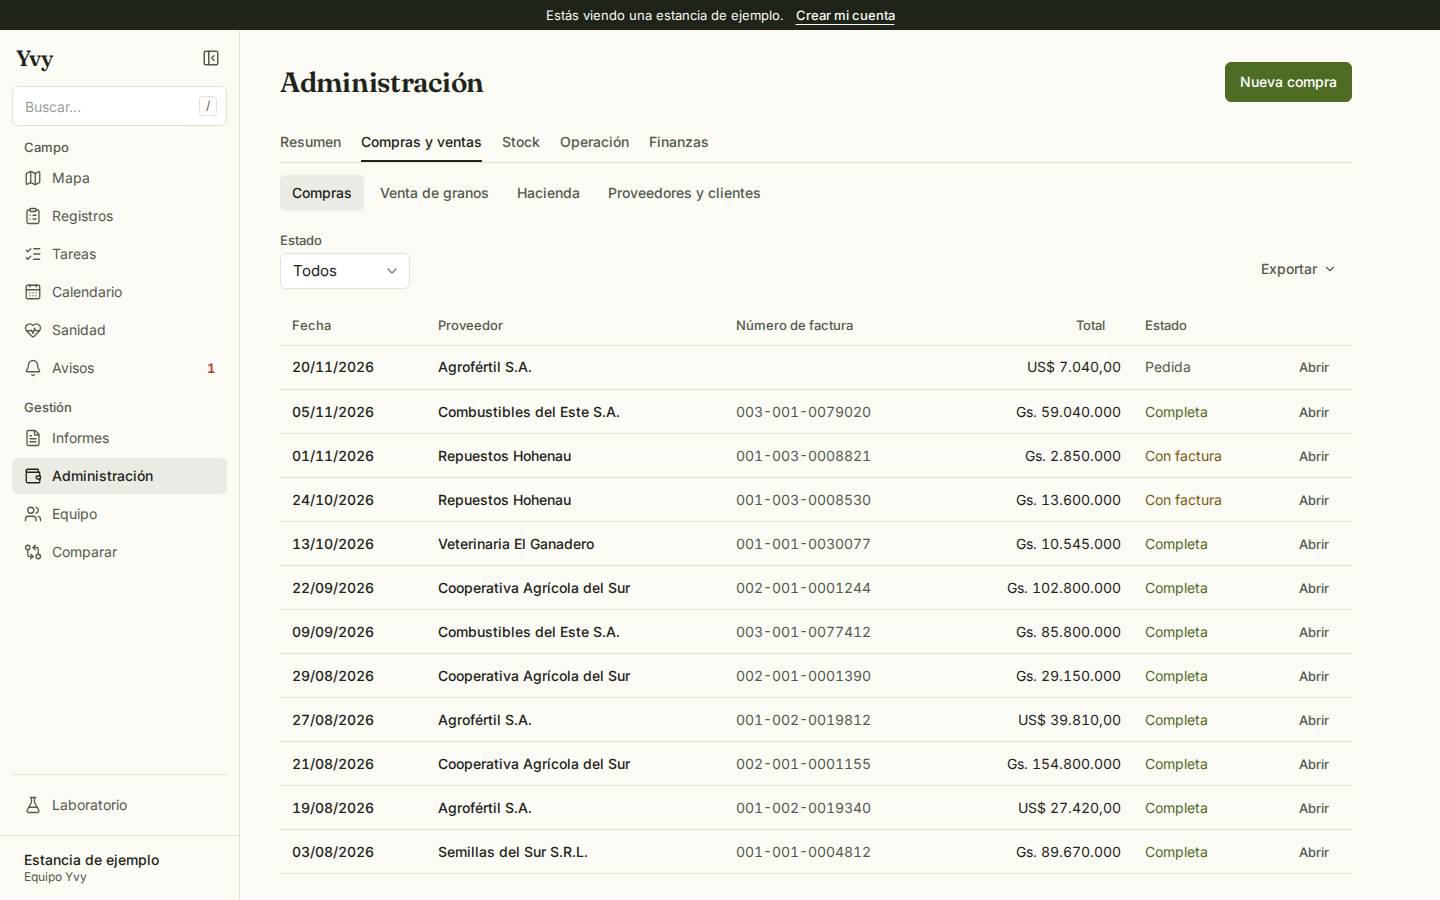 Estás viendo una estancia de ejemplo. Crear mi cuenta
Yvy
Buscar... /
Campo
Mapa
Registros
Tareas
Calendario
Sanidad
Avisos 1
Gestión
Informes
Administración
Equipo
Comparar
Laboratorio
Estancia de ejemplo
Equipo Yvy
Administración
Nueva compra
Resumen Compras y ventas Stock Operación Finanzas
Compras Venta de granos Hacienda Proveedores y clientes
Estado
Todos
Exportar
Fecha Proveedor Número de factura Total Estado
20/11/2026 Agrofértil S.A. US$ 7.040,00 Pedida Abrir
05/11/2026 Combustibles del Este S.A. 003-001-0079020 Gs. 59.040.000 Completa Abrir
01/11/2026 Repuestos Hohenau 001-003-0008821 Gs. 2.850.000 Con factura Abrir
24/10/2026 Repuestos Hohenau 001-003-0008530 Gs. 13.600.000 Con factura Abrir
13/10/2026 Veterinaria El Ganadero 001-001-0030077 Gs. 10.545.000 Completa Abrir
22/09/2026 Cooperativa Agrícola del Sur 002-001-0001244 Gs. 102.800.000 Completa Abrir
09/09/2026 Combustibles del Este S.A. 003-001-0077412 Gs. 85.800.000 Completa Abrir
29/08/2026 Cooperativa Agrícola del Sur 002-001-0001390 Gs. 29.150.000 Completa Abrir
27/08/2026 Agrofértil S.A. 001-002-0019812 US$ 39.810,00 Completa Abrir
21/08/2026 Cooperativa Agrícola del Sur 002-001-0001155 Gs. 154.800.000 Completa Abrir
19/08/2026 Agrofértil S.A. 001-002-0019340 US$ 27.420,00 Completa Abrir
03/08/2026 Semillas del Sur S.R.L. 001-001-0004812 Gs. 89.670.000 Completa Abrir